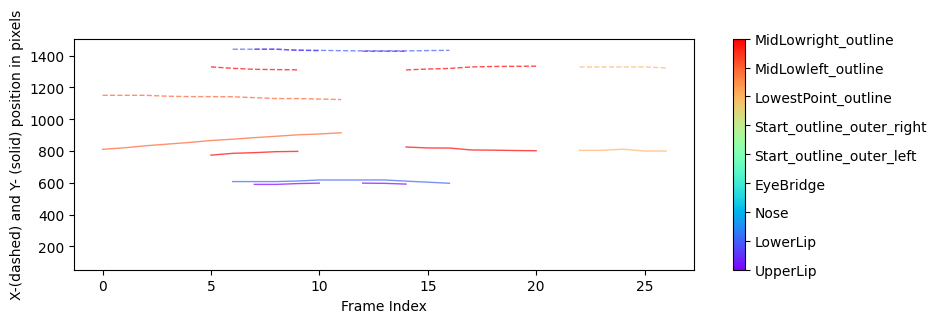 X-(dashed) and Y- (solid) position in pixels
1400
1200
1000
800
600
400
200
0 5 10 15 20 25
Frame Index
MidLowright_outline
MidLowleft_outline
LowestPoint_outline
Start_outline_outer_right
Start_outline_outer_left
EyeBridge
Nose
LowerLip
UpperLip